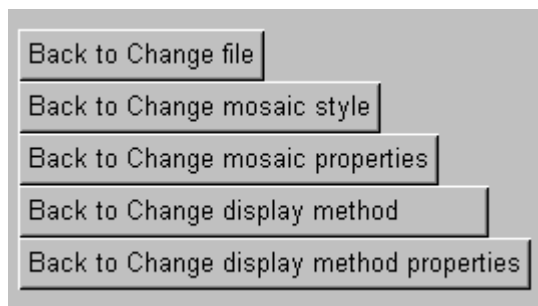 Back to Change file
Back to Change mosaic style
Back to Change mosaic properties
Back to Change display method
Back to Change display method properties